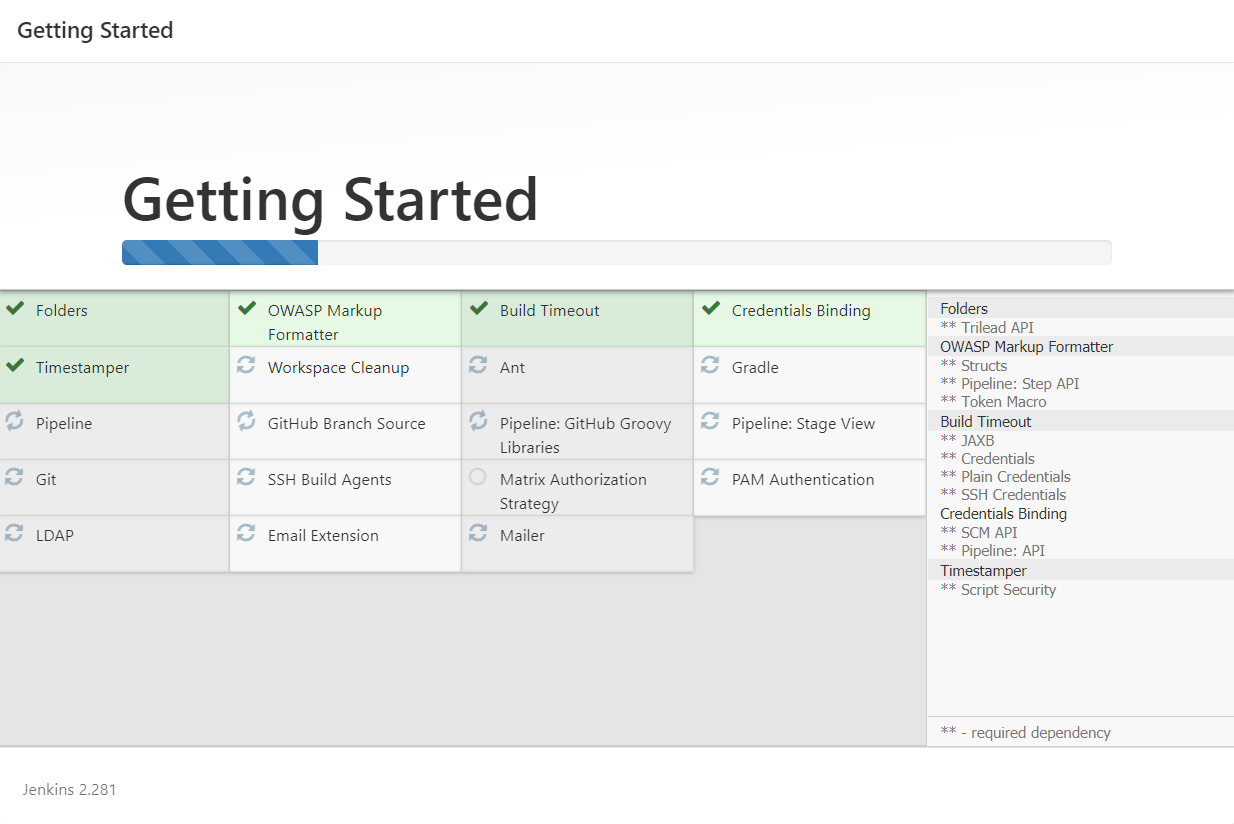 Getting Started
Getting Started
Folders
OWASP Markup
Formatter
Build Timeout
Credentials Binding
Timestamper
Workspace Cleanup
Ant
Gradle
Pipeline
GitHub Branch Source
Pipeline: GitHub Groovy
Libraries
Pipeline: Stage View
Git
SSH Build Agents
Matrix Authorization
Strategy
PAM Authentication
LDAP
Email Extension
Mailer
Folders
** Trilead API
OWASP Markup Formatter
** Structs
** Pipeline: Step API
** Token Macro
Build Timeout
** JAXB
** Credentials
** Plain Credentials
** SSH Credentials
Credentials Binding
** SCM API
** Pipeline: API
Timestamper
** Script Security
** - required dependency
Jenkins 2.281